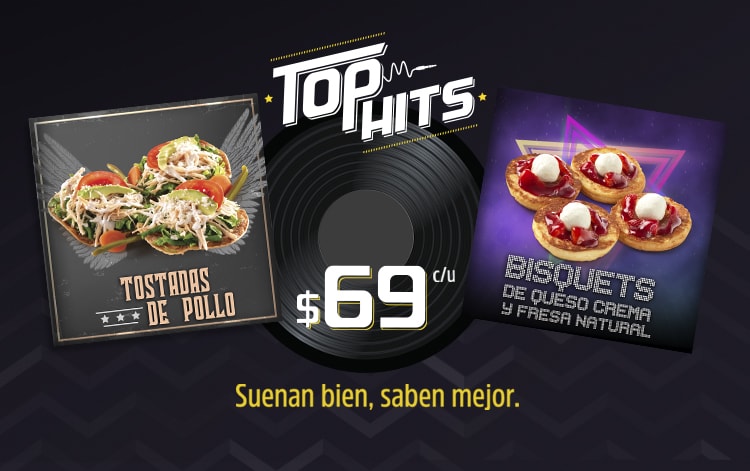 TOP
HITS
TOSTADAS
DE POLLO
$69 c/u
BISQUETS
DE QUESO CREMA
Y FRESA NATURAL
Suenan bien, saben mejor.